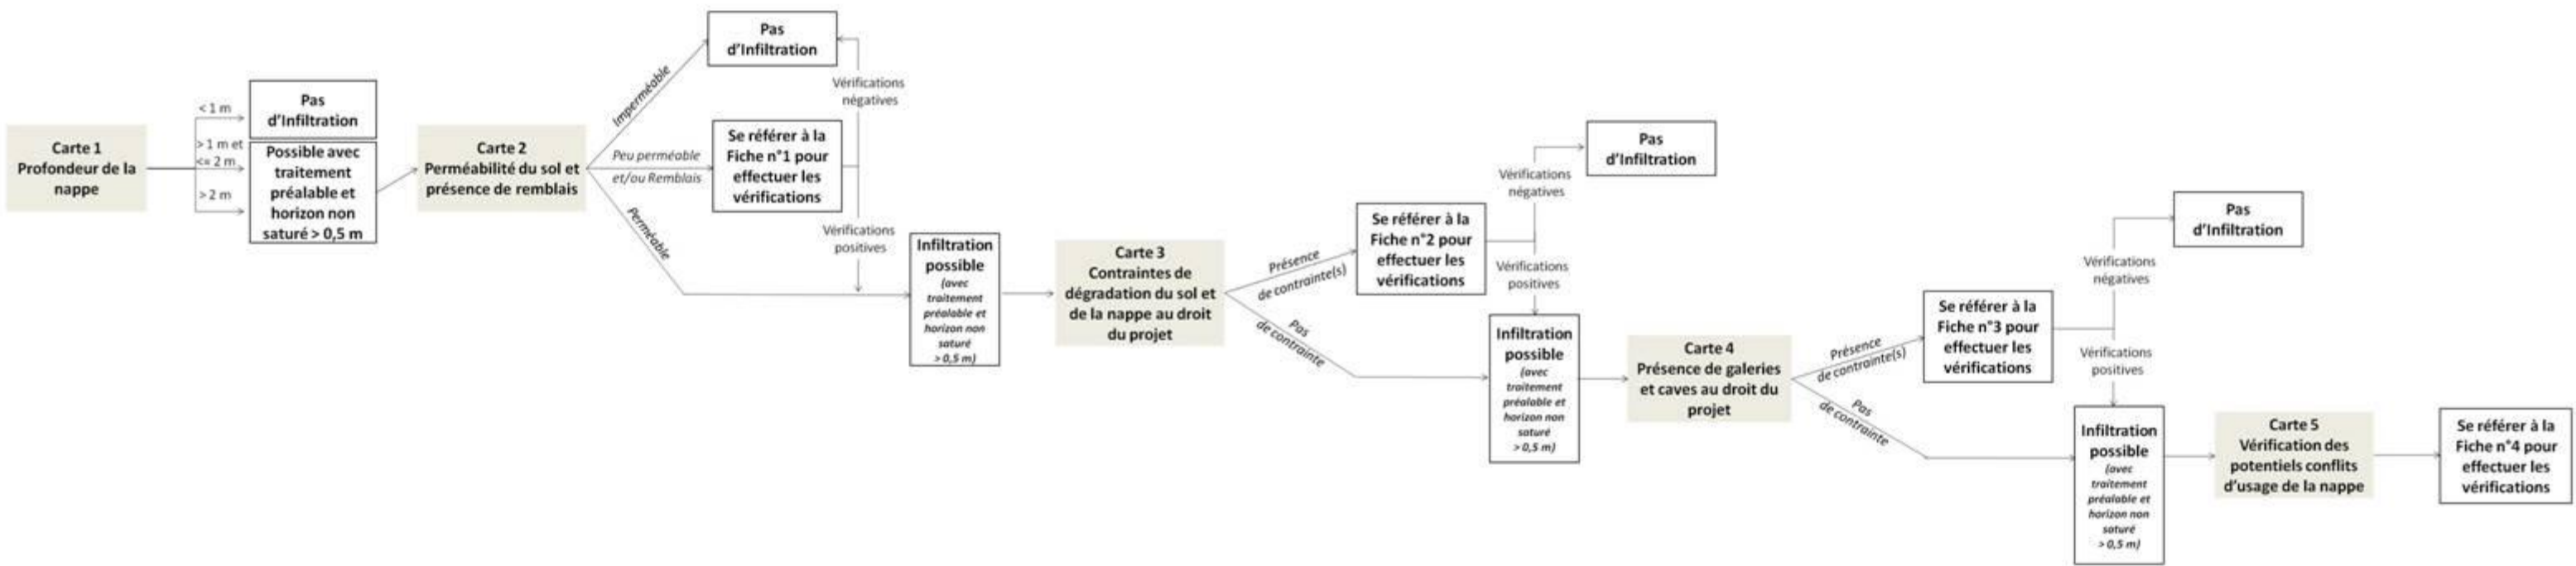 Carte 1
Profondeur de la
nappe
< 1 m
> 1 m et
<= 2 m
> 2 m
Pas
d'Infiltration
Possible avec
traitement
préalable et
horizon non
saturé > 0,5 m
Carte 2
Perméabilité du sol et
présence de remblais
Imperméable
Peu perméable
et/ou Remblais
Perméable
Pas
d'Infiltration
Se référer à la
Fiche n°1 pour
effectuer les
vérifications
Vérifications
négatives
Vérifications
positives
Infiltration
possible
(avec
traitement
préalable et
horizon non
saturé
> 0,5 m)
Carte 3
Contraintes de
dégradation du sol et
de la nappe au droit
du projet
Présence
de contrainte(s)
Pas
de contrainte
Se référer à la
Fiche n°2 pour
effectuer les
vérifications
Vérifications
négatives
Vérifications
positives
Pas
d'Infiltration
Infiltration
possible
(avec
traitement
préalable et
horizon non
saturé
> 0,5 m)
Carte 4
Présence de galeries
et caves au droit du
projet
Présence
de contrainte(s)
Pas
de contrainte
Se référer à la
Fiche n°3 pour
effectuer les
vérifications
Vérifications
négatives
Vérifications
positives
Pas
d'Infiltration
Infiltration
possible
(avec
traitement
préalable et
horizon non
saturé
> 0,5 m)
Carte 5
Vérification des
potentiels conflits
d'usage de la nappe
Se référer à la
Fiche n°4 pour
effectuer les
vérifications